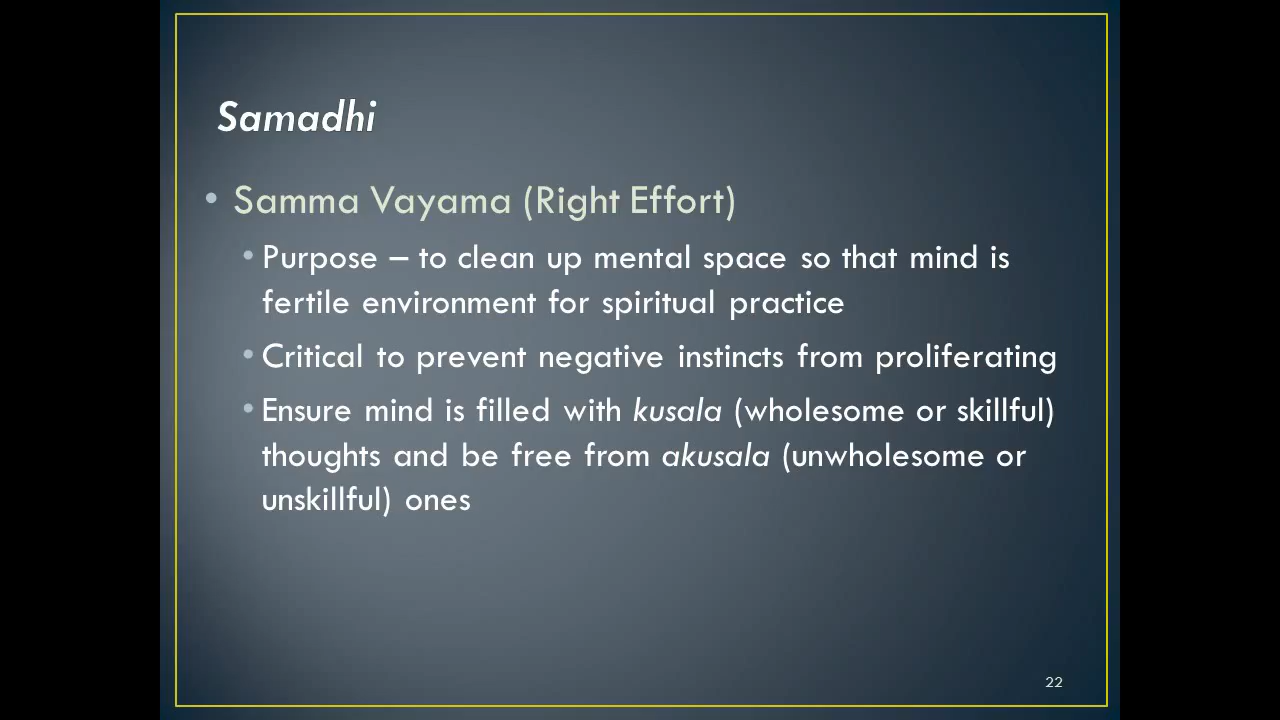 Samadhi
• Samma Vayama (Right Effort)
• Purpose – to clean up mental space so that mind is
fertile environment for spiritual practice
• Critical to prevent negative instincts from proliferating
• Ensure mind is filled with kusala (wholesome or skillful)
thoughts and be free from akusala (unwholesome or
unskillful) ones
22